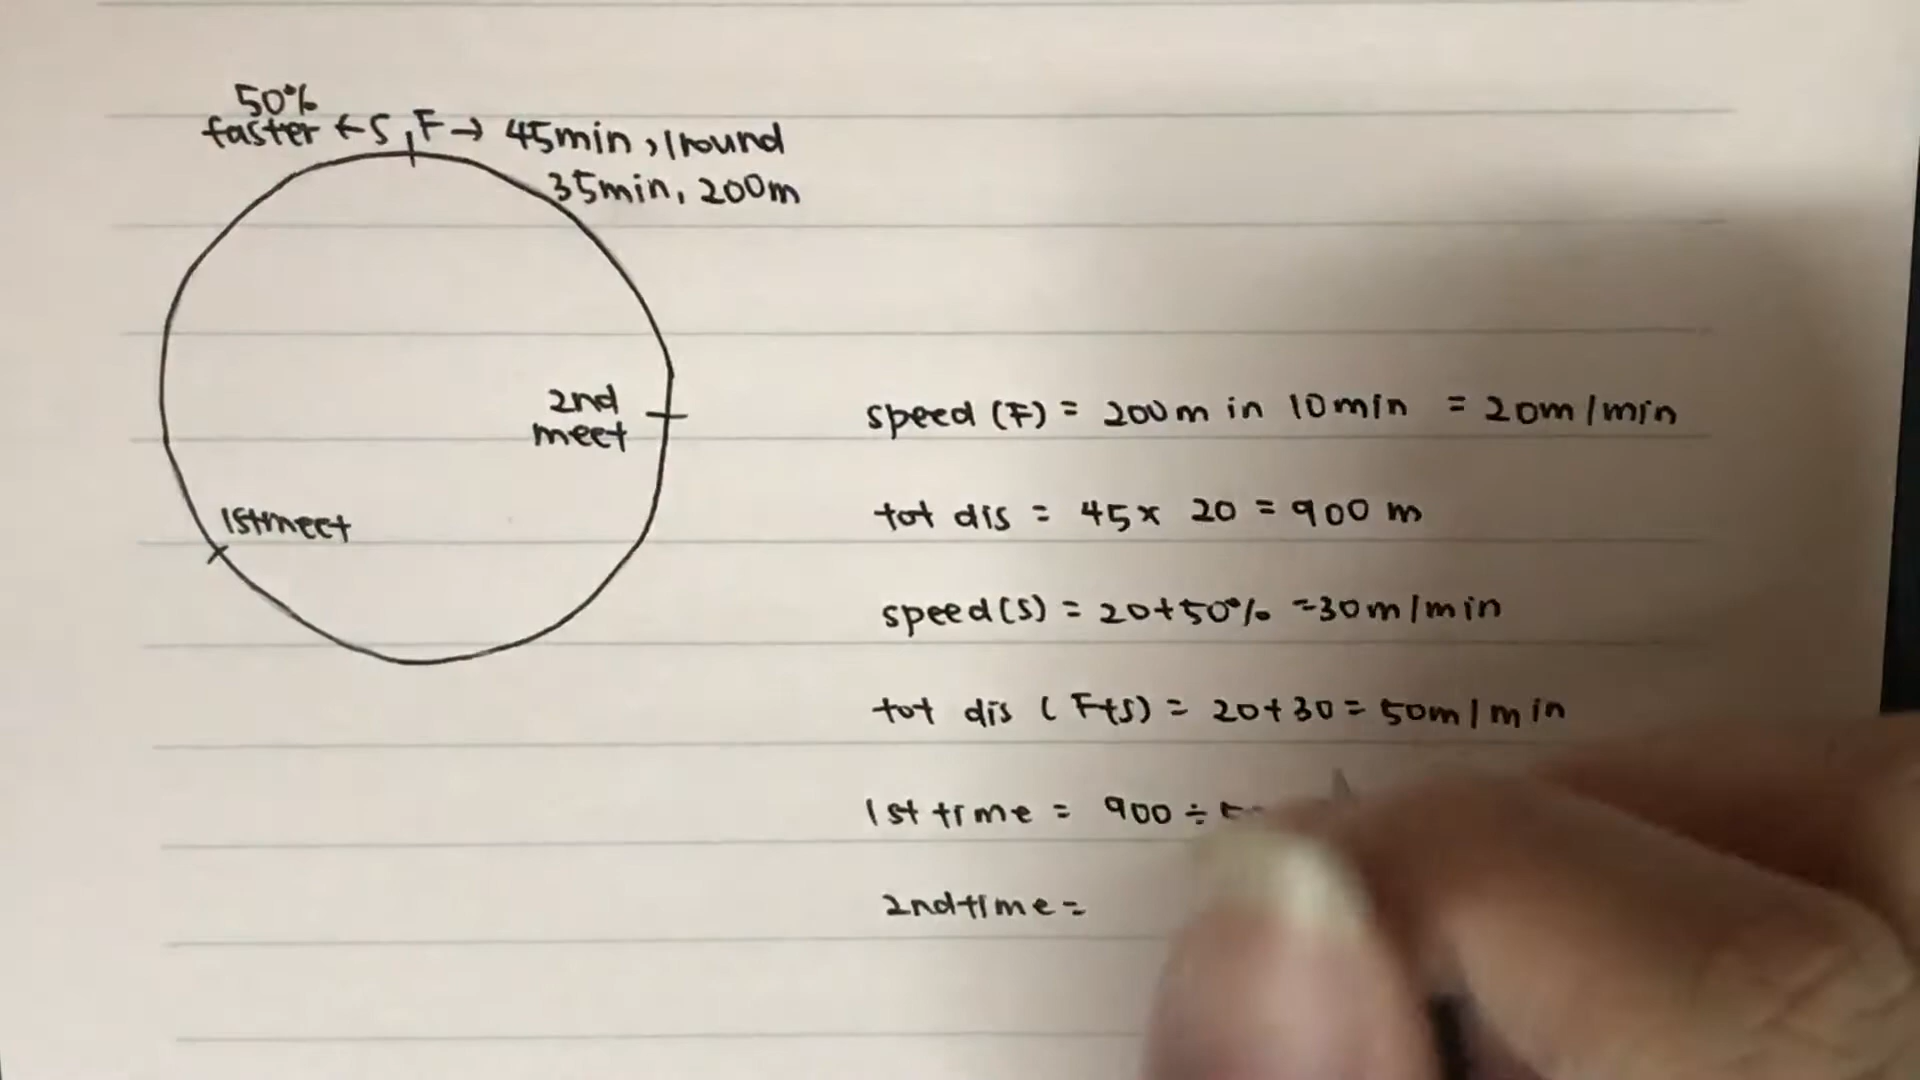 50%
faster ← S, F → 45min, 1round
35min, 200m
2nd
meet
1stmeet
speed (F) = 200m in 10min = 20m/min
tot dis = 45x 20 = 900 m
speed(S) = 20+50% =30m/min
tot dis (F+S) = 20+30 = 50m/min
1st time = 900 ÷
2ndtime =